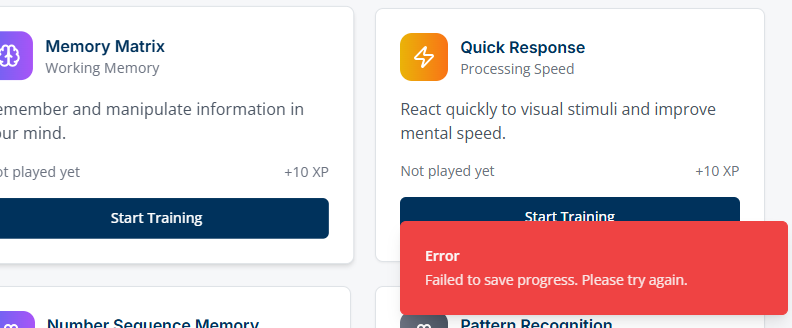 Memory Matrix
Working Memory
emember and manipulate information in
our mind.
ot played yet +10 XP
Start Training
Quick Response
Processing Speed
React quickly to visual stimuli and improve
mental speed.
Not played yet +10 XP
Start Training
Error
Failed to save progress. Please try again.
Number Sequence Memory
Pattern Recognition